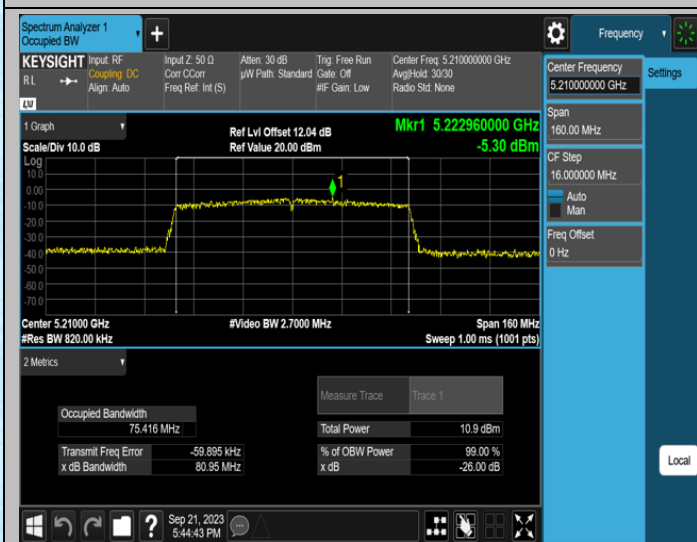 Spectrum Analyzer 1
Occupied BW
Frequency
KEYSIGHT
RL
Input: RF
Coupling: DC
Align: Auto
Input Z: 50 Ω
Corr CCorr
Freq Ref: Int (S)
Atten: 30 dB
µW Path: Standard
Trig: Free Run
Gate: Off
#IF Gain: Low
Center Freq: 5.210000000 GHz
Avg|Hold: 30/30
Radio Std: None
Center Frequency
5.210000000 GHz
Settings
Span
160.00 MHz
CF Step
16.000000 MHz
Auto
Man
Freq Offset
0 Hz
Local
1 Graph
Scale/Div 10.0 dB
Ref Lvl Offset 12.04 dB
Ref Value 20.00 dBm
Mkr1 5.222960000 GHz
-5.30 dBm
Log
10.0
0.00
-10.0
-20.0
-30.0
-40.0
-50.0
-60.0
-70.0
1
Center 5.21000 GHz
#Res BW 820.00 kHz
#Video BW 2.7000 MHz
Span 160 MHz
Sweep 1.00 ms (1001 pts)
2 Metrics
Measure Trace Trace 1
Occupied Bandwidth
75.416 MHz
Total Power 10.9 dBm
Transmit Freq Error -59.895 kHz
% of OBW Power 99.00 %
x dB Bandwidth 80.95 MHz
x dB -26.00 dB
Sep 21, 2023
5:44:43 PM